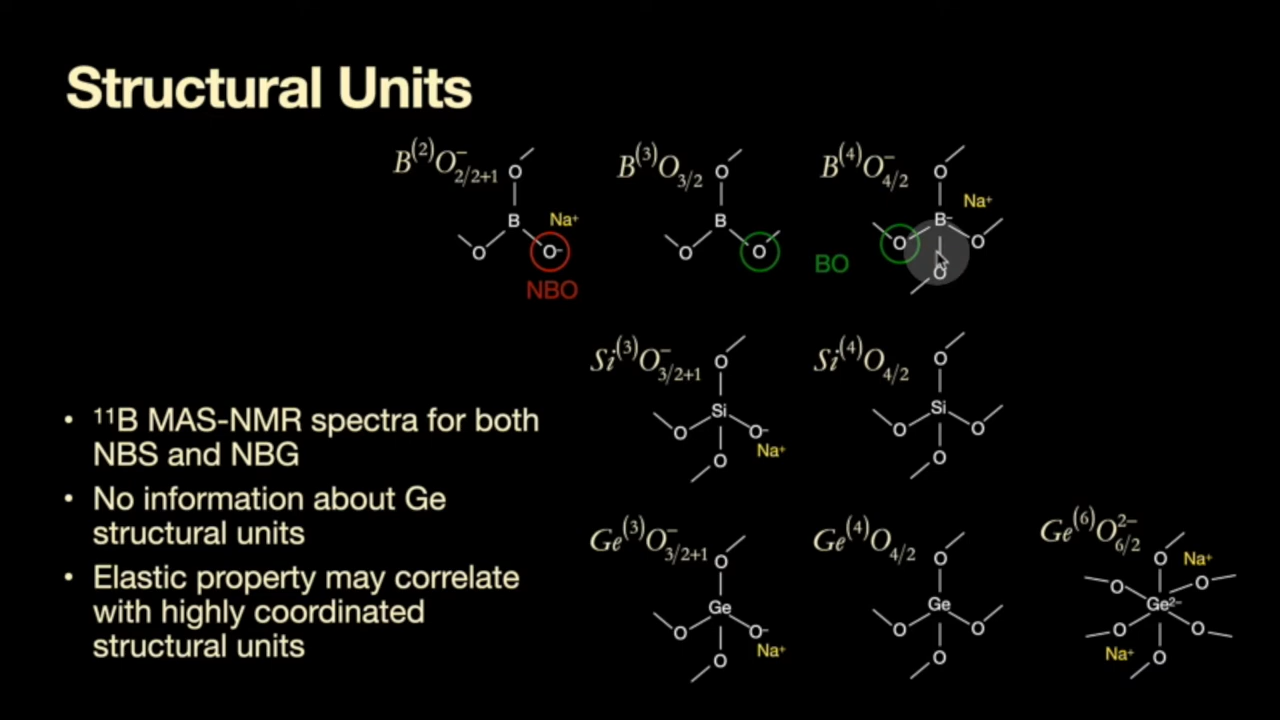 Structural Units
B(2)O−2/2+1
B(3)O3/2
B(4)O−4/2
O
O
O
Na⁺
B
Na⁺
B
B⁻
O
O⁻
O
O
O
O
BO
O
NBO
Si(3)O−3/2+1
Si(4)O4/2
O
O
Si
Si
O
O⁻
O
O
Na⁺
O
O
• ¹¹B MAS-NMR spectra for both
NBS and NBG
• No information about Ge
structural units
• Elastic property may correlate
with highly coordinated
structural units
Ge(3)O−3/2+1
Ge(4)O4/2
Ge(6)O2−6/2
O
O
O
Na⁺
O
O
Ge
Ge
Ge²⁻
O
O⁻
O
O
O
O
Na⁺
Na⁺
O
O
O